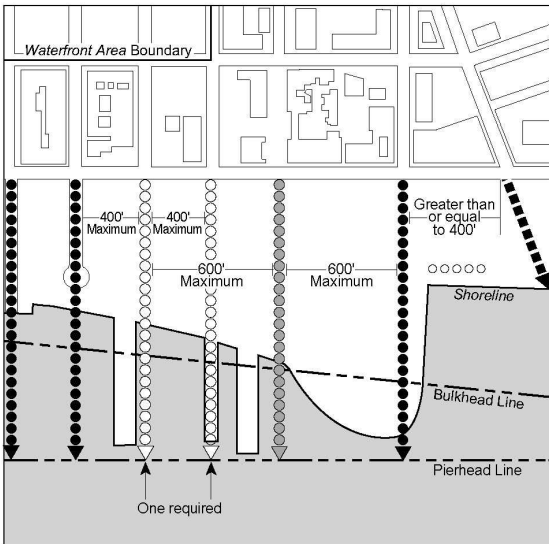 Waterfront Area Boundary
400'
Maximum
400'
Maximum
Greater than
or equal
to 400'
600'
Maximum
600'
Maximum
Shoreline
Bulkhead Line
Pierhead Line
One required